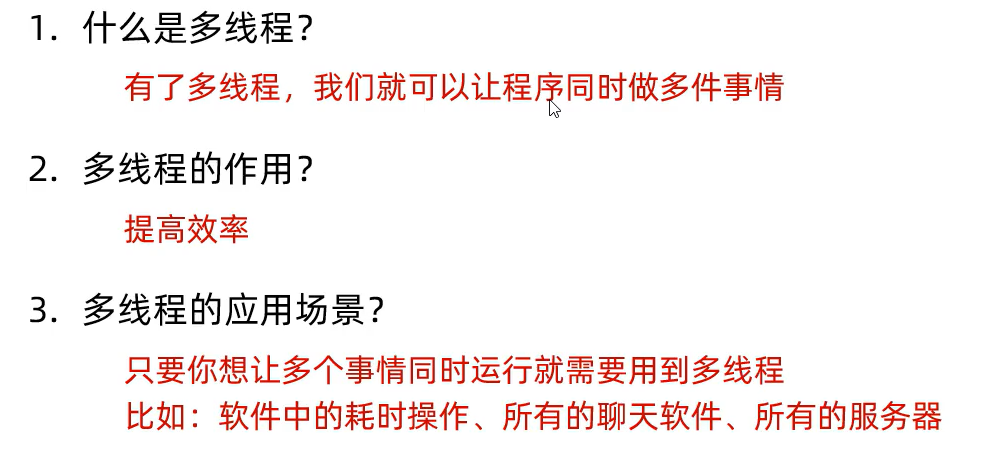 1. 什么是多线程？
有了多线程，我们就可以让程序同时做多件事情
2. 多线程的作用？
提高效率
3. 多线程的应用场景？
只要你想让多个事情同时运行就需要用到多线程
比如：软件中的耗时操作、所有的聊天软件、所有的服务器